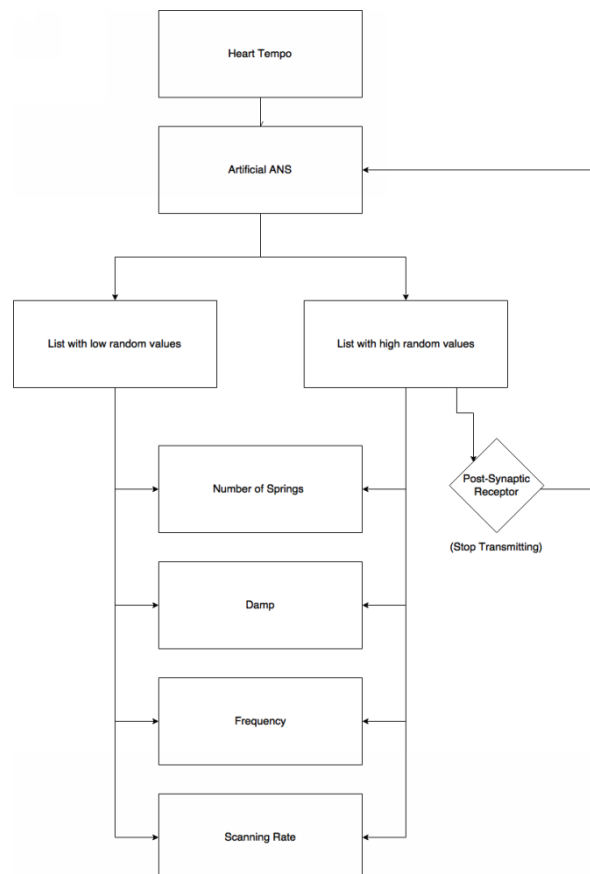 Heart Tempo
Artificial ANS
List with low random values
List with high random values
Number of Springs
Post-Synaptic
Receptor
(Stop Transmitting)
Damp
Frequency
Scanning Rate